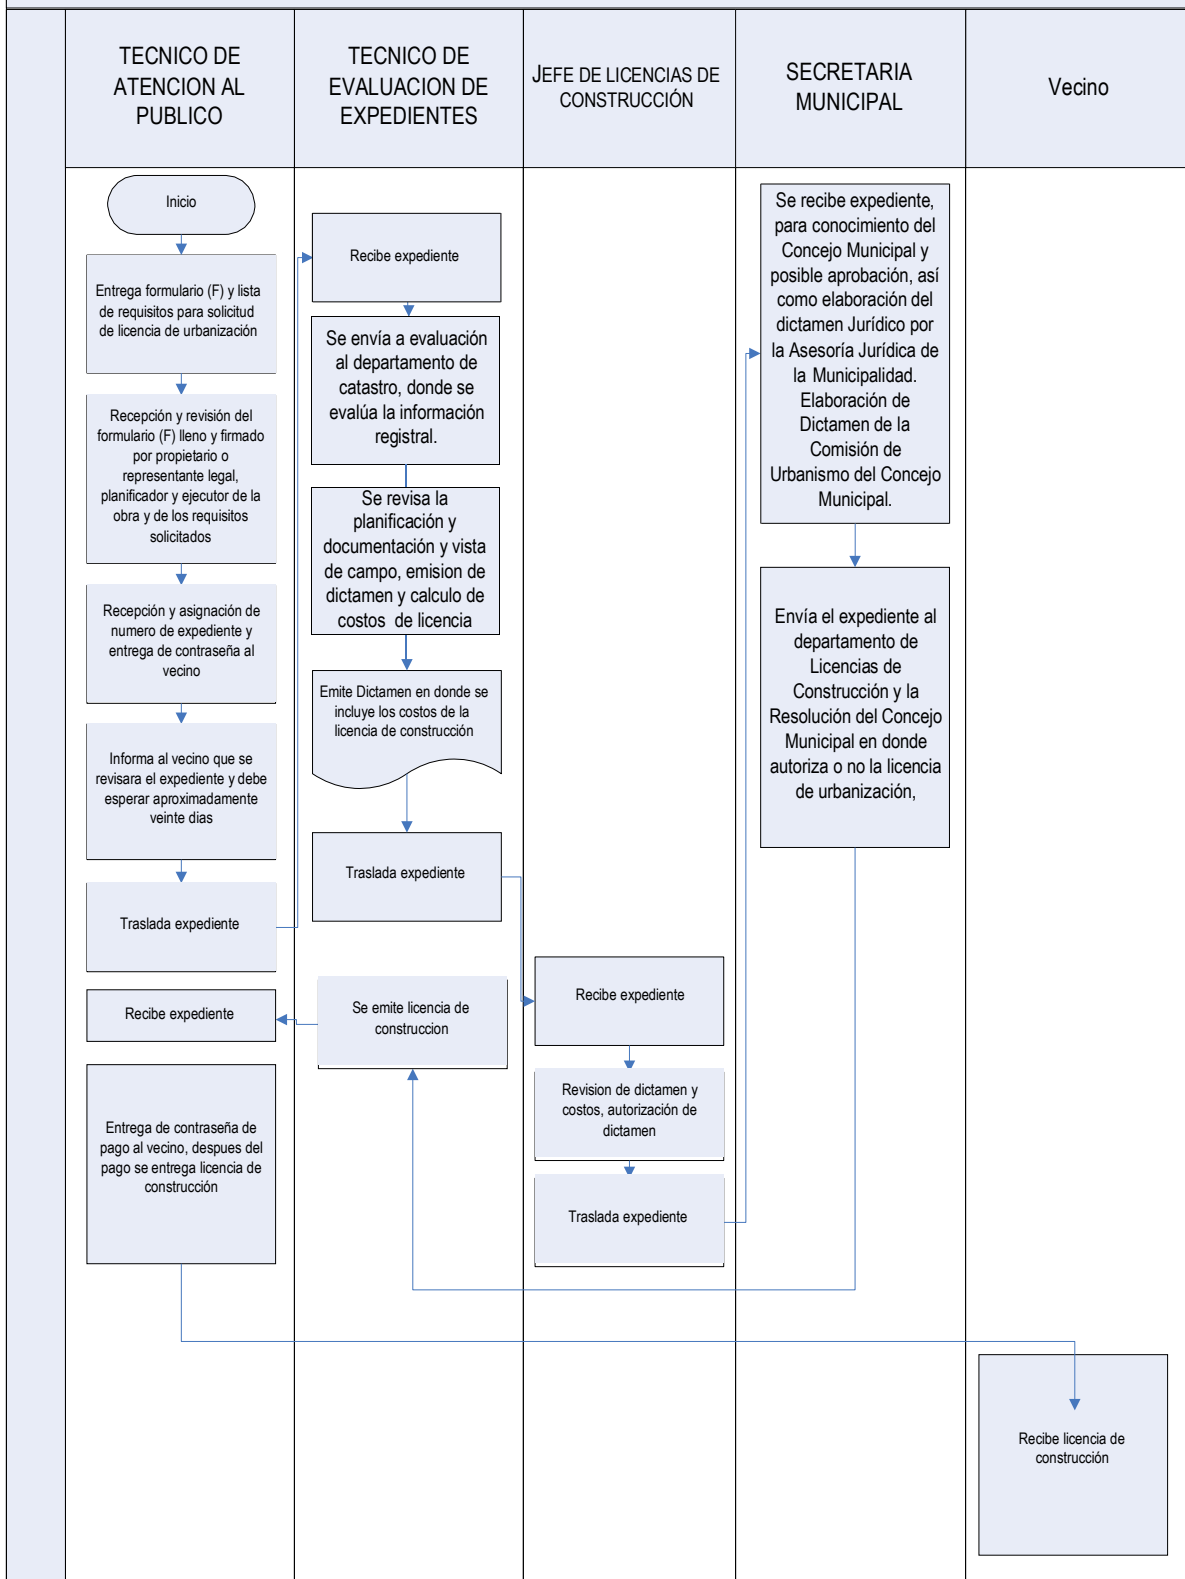 TECNICO DE
ATENCION AL
PUBLICO
TECNICO DE
EVALUACION DE
EXPEDIENTES
JEFE DE LICENCIAS DE
CONSTRUCCIÓN
SECRETARIA
MUNICIPAL
Vecino
Inicio
Entrega formulario (F) y lista
de requisitos para solicitud
de licencia de urbanización
Recepción y revisión del
formulario (F) lleno y firmado
por propietario o
representante legal,
planificador y ejecutor de la
obra y de los requisitos
solicitados
Recepción y asignación de
numero de expediente y
entrega de contraseña al
vecino
Informa al vecino que se
revisara el expediente y debe
esperar aproximadamente
veinte dias
Traslada expediente
Recibe expediente
Entrega de contraseña de
pago al vecino, despues del
pago se entrega licencia de
construcción
Recibe expediente
Se envía a evaluación
al departamento de
catastro, donde se
evalúa la información
registral.
Se revisa la
planificación y
documentación y vista
de campo, emision de
dictamen y calculo de
costos de licencia
Emite Dictamen en donde se
incluye los costos de la
licencia de construcción
Traslada expediente
Se emite licencia de
construccion
Recibe expediente
Revision de dictamen y
costos, autorización de
dictamen
Traslada expediente
Se recibe expediente,
para conocimiento del
Concejo Municipal y
posible aprobación, así
como elaboración del
dictamen Jurídico por
la Asesoría Jurídica de
la Municipalidad.
Elaboración de
Dictamen de la
Comisión de
Urbanismo del Concejo
Municipal.
Envía el expediente al
departamento de
Licencias de
Construcción y la
Resolución del Concejo
Municipal en donde
autoriza o no la licencia
de urbanización,
Recibe licencia de
construcción